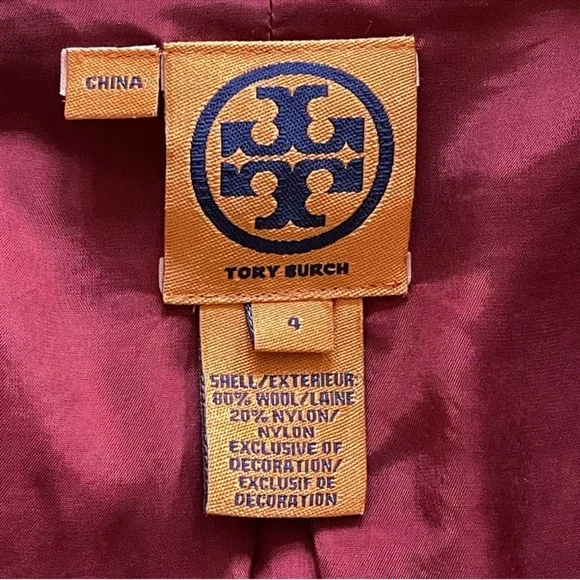 CHINA
TORY BURCH
4
SHELL/EXTERIEUR:
80% WOOL/LAINE
20% NYLON/
NYLON
EXCLUSIVE OF
DECORATION/
EXCLUSIF DE
DECORATION